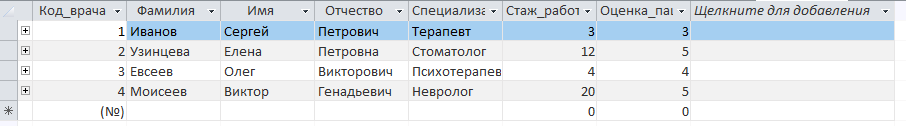 Код_врача Фамилия Имя Отчество Специализа Стаж_работ Оценка_пац Щелкните для добавления
1 Иванов Сергей Петрович Терапевт 3 3
2 Узинцева Елена Петровна Стоматолог 12 5
3 Евсеев Олег Викторович Психотерапев 4 4
4 Моисеев Виктор Генадьевич Невролог 20 5
(№) 0 0